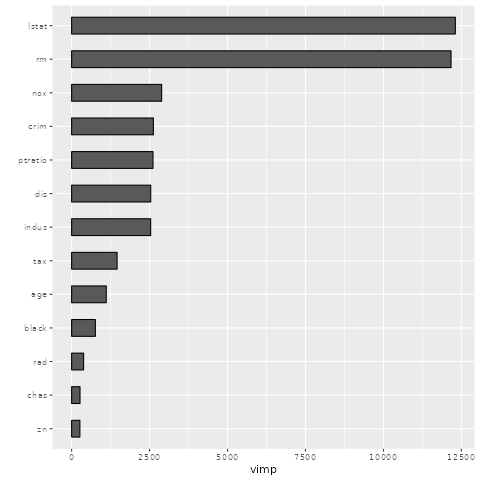 lstat
rm
nox
crim
ptratio
dis
indus
tax
age
black
rad
chas
zn
0 2500 5000 7500 10000 12500
vimp